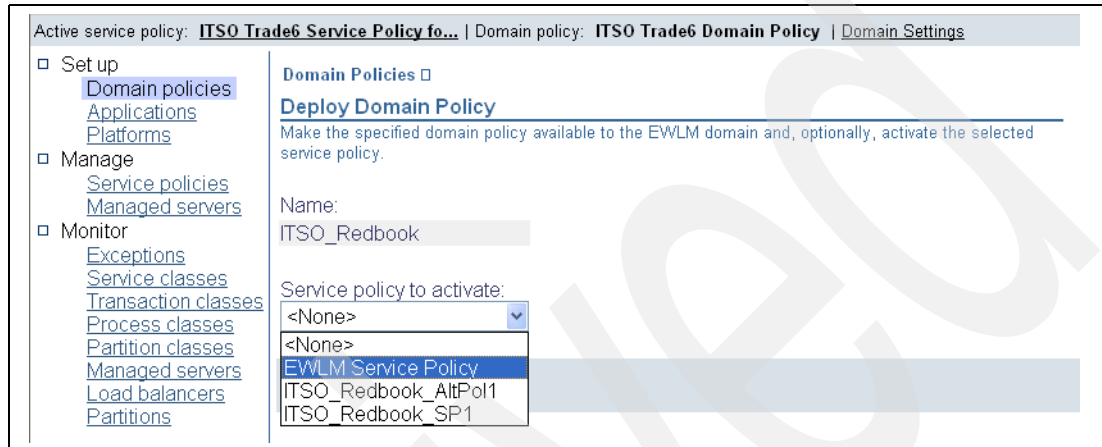 Active service policy: ITSO Trade6 Service Policy fo... | Domain policy: ITSO Trade6 Domain Policy | Domain Settings
Set up
Domain policies
Applications
Platforms
Manage
Service policies
Managed servers
Monitor
Exceptions
Service classes
Transaction classes
Process classes
Partition classes
Managed servers
Load balancers
Partitions
Domain Policies
Deploy Domain Policy
Make the specified domain policy available to the EWLM domain and, optionally, activate the selected
service policy.
Name:
ITSO_Redbook
Service policy to activate:
<None>
<None>
EWLM Service Policy
ITSO_Redbook_AltPol1
ITSO_Redbook_SP1